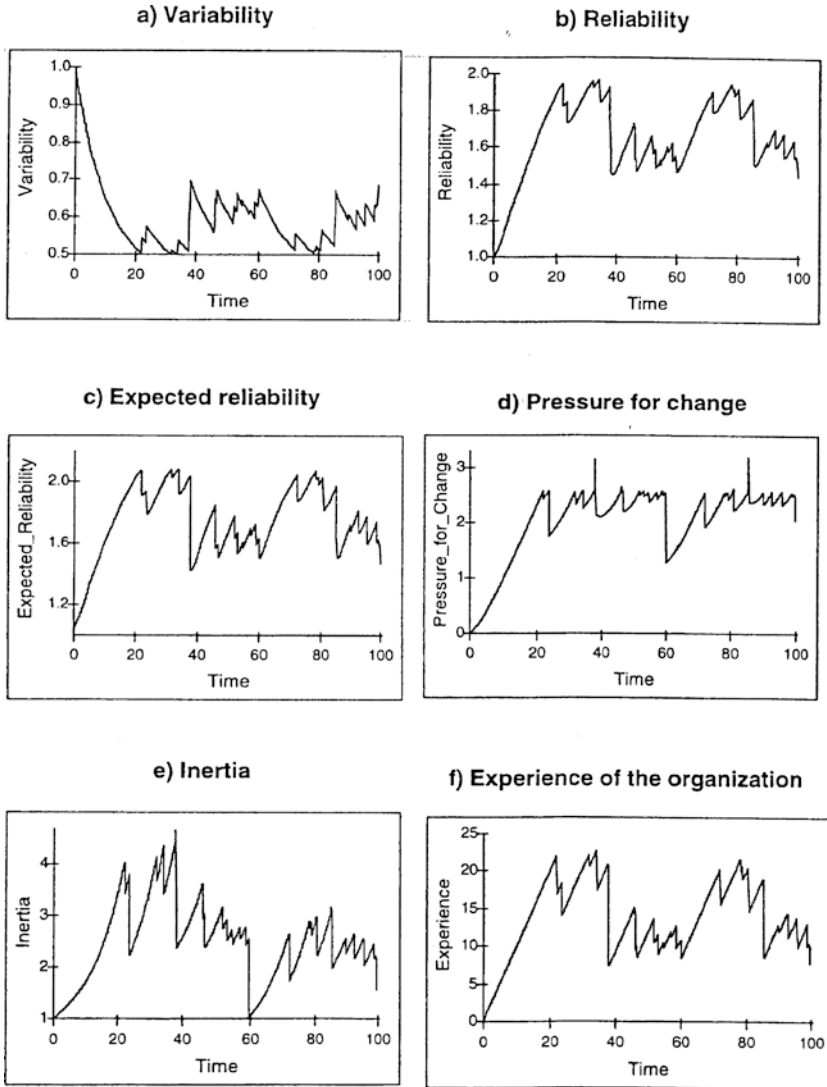 a) Variability
b) Reliability
1.0
0.9
0.8
0.7
0.6
0.5
Variability
0 20 40 60 80 100
Time
2.0
1.8
1.6
1.4
1.2
1.0
Reliability
0 20 40 60 80 100
Time
c) Expected reliability
d) Pressure for change
2.0
1.6
1.2
Expected_Reliability
0 20 40 60 80 100
Time
3
2
1
0
Pressure_for_Change
0 20 40 60 80 100
Time
e) Inertia
f) Experience of the organization
4
3
2
1
Inertia
0 20 40 60 80 100
Time
25
20
15
10
5
0
Experience
0 20 40 60 80 100
Time